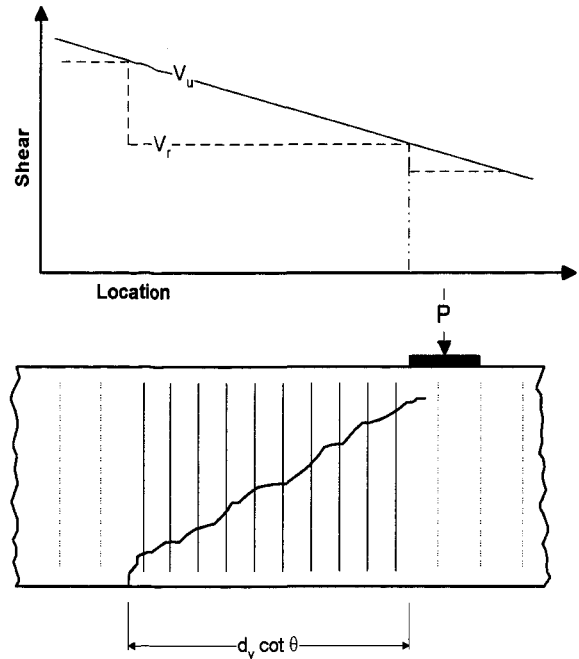 V_u
V_r
Shear
Location
P
d_v cot θ